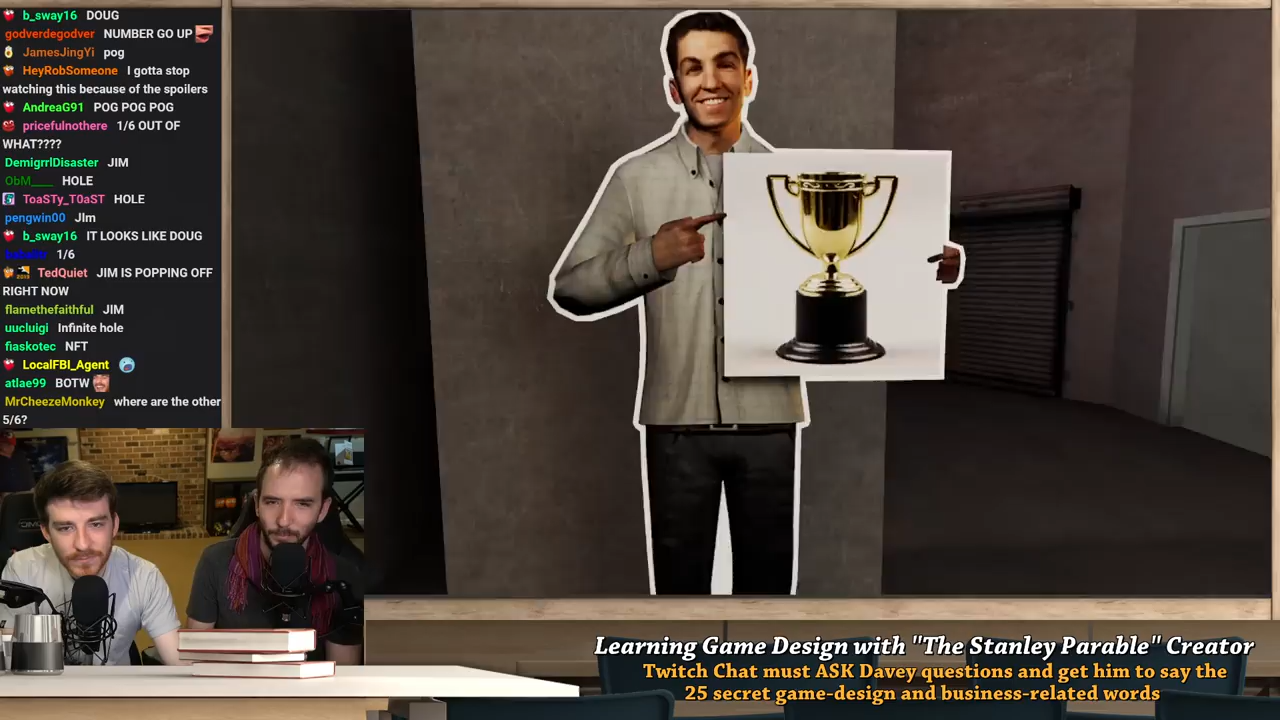 b_sway16 DOUG
godverdegodver NUMBER GO UP
JamesJingYi pog
HeyRobSomeone I gotta stop
watching this because of the spoilers
AndreaG91 POG POG POG
pricefulnothere 1/6 OUT OF
WHAT????
DemigrrlDisaster JIM
ObM____ HOLE
ToaSTy_T0aST HOLE
pengwin00 JIm
b_sway16 IT LOOKS LIKE DOUG
1/6
TedQuiet JIM IS POPPING OFF
RIGHT NOW
flamethefaithful JIM
uucluigi Infinite hole
fiaskotec NFT
LocalFBI_Agent
atlae99 BOTW
MrCheezeMonkey where are the other
5/6?
Learning Game Design with "The Stanley Parable" Creator
Twitch Chat must ASK Davey questions and get him to say the
25 secret game-design and business-related words